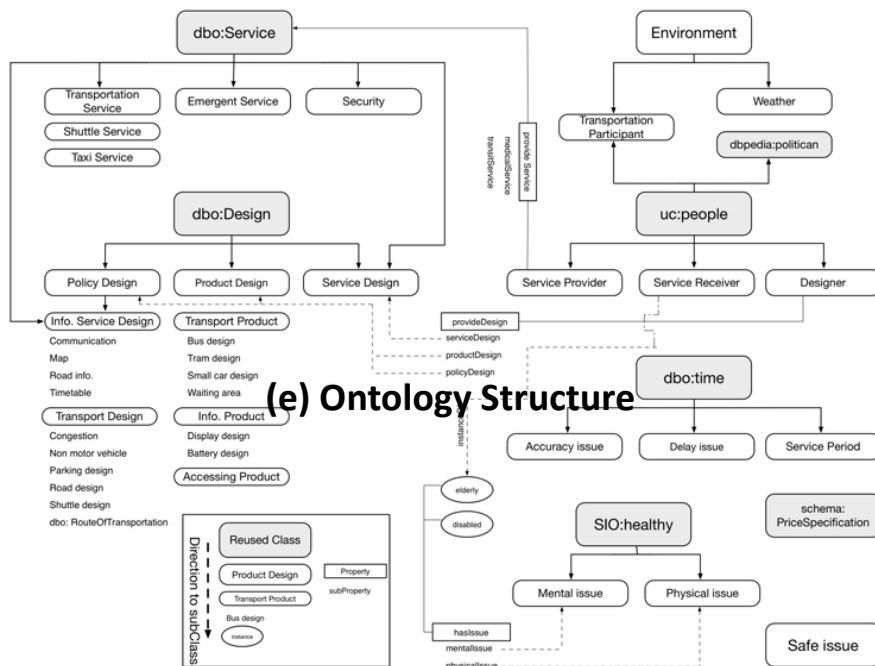 dbo:Service
Environment
Transportation
Service
Emergent Service
Security
Weather
Shuttle Service
Taxi Service
Transportation
Participant
dbpedia:politican
provide Service
medicalService
transitService
dbo:Design
uc:people
Policy Design
Product Design
Service Design
Service Provider
Service Receiver
Designer
Info. Service Design
Communication
Map
Road info.
Timetable
Transport Product
Bus design
Tram design
Small car design
Waiting area
provideDesign
serviceDesign
productDesign
policyDesign
dbo:time
(e) Ontology Structure
Transport Design
Congestion
Non motor vehicle
Parking design
Road design
Shuttle design
dbo: RouteOfTransportation
Info. Product
Display design
Battery design
Accessing Product
Accuracy issue
Delay issue
Service Period
elderly
disabled
SIO:healthy
schema:
PriceSpecification
Mental issue
Physical issue
Direction to subClass
Reused Class
Product Design
Transport Product
Bus design
instance
Property
subProperty
hasIssue
mentalIssue
physicalIssue
Safe issue